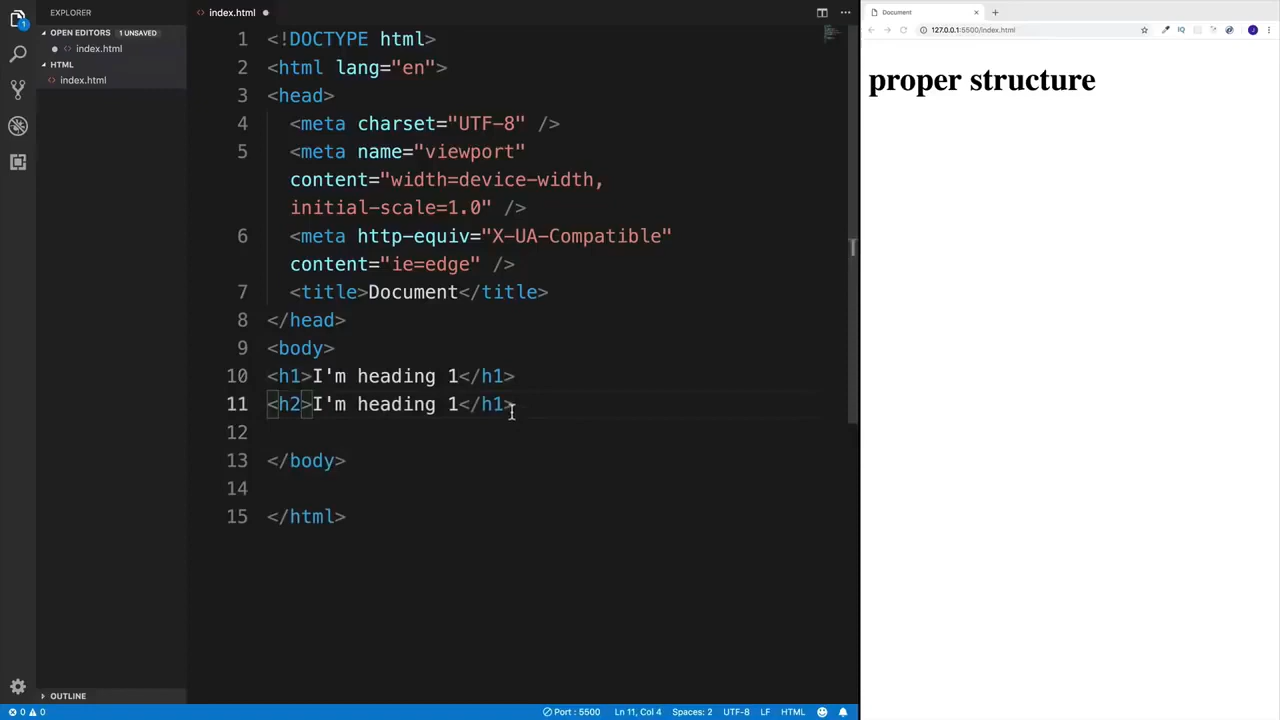 EXPLORER
OPEN EDITORS 1 UNSAVED
index.html
HTML
index.html
OUTLINE
1
index.html
1 <!DOCTYPE html>
2 <html lang="en">
3 <head>
4 <meta charset="UTF-8" />
5 <meta name="viewport"
content="width=device-width,
initial-scale=1.0" />
6 <meta http-equiv="X-UA-Compatible"
content="ie=edge" />
7 <title>Document</title>
8 </head>
9 <body>
10 <h1>I'm heading 1</h1>
11 <h2>I'm heading 1</h1>
12
13 </body>
14
15 </html>
0 0 Port : 5500 Ln 11, Col 4 Spaces: 2 UTF-8 LF HTML
Document
127.0.0.1:5500/index.html IQ J
proper structure